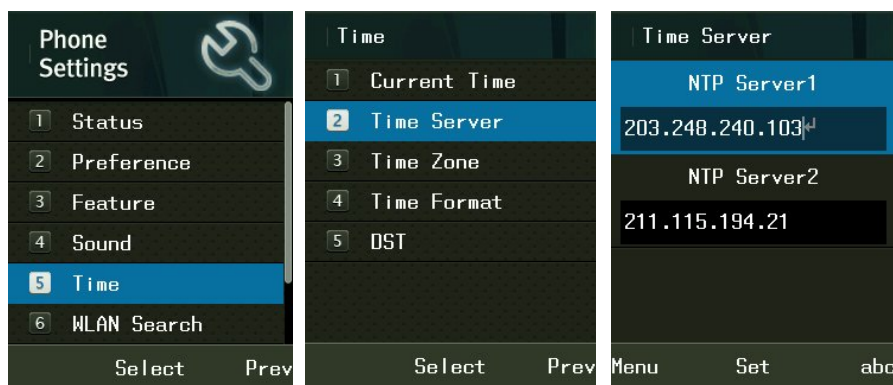 Phone
Settings
1 Status
2 Preference
3 Feature
4 Sound
5 Time
6 WLAN Search
Select Prev
Time
1 Current Time
2 Time Server
3 Time Zone
4 Time Format
5 DST
Select Prev
Time Server
NTP Server1
203.248.240.103
NTP Server2
211.115.194.21
Menu Set abc